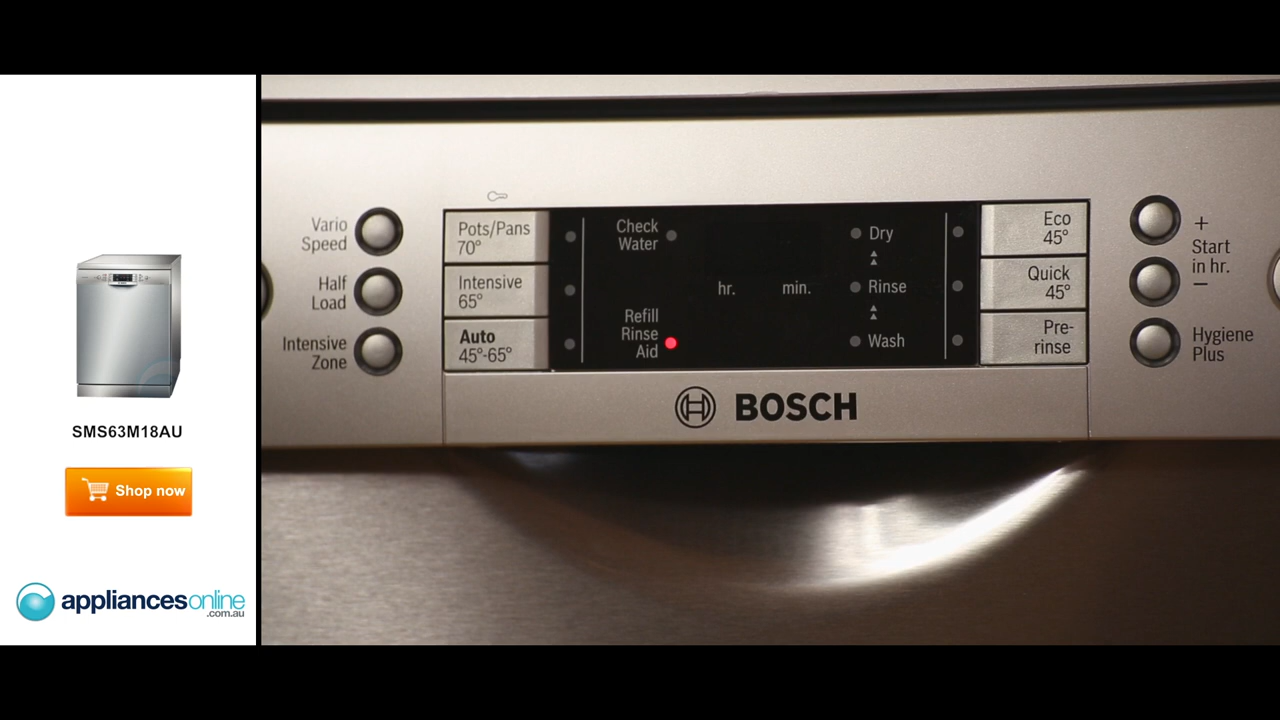 Vario
Speed
Half
Load
Intensive
Zone
Pots/Pans
70°
Intensive
65°
Auto
45°-65°
Check
Water
Refill
Rinse
Aid
hr. min.
Dry
Rinse
Wash
Eco
45°
Quick
45°
Pre-
rinse
+
Start
in hr.
−
Hygiene
Plus
BOSCH
SMS63M18AU
Shop now
appliancesonline
.com.au